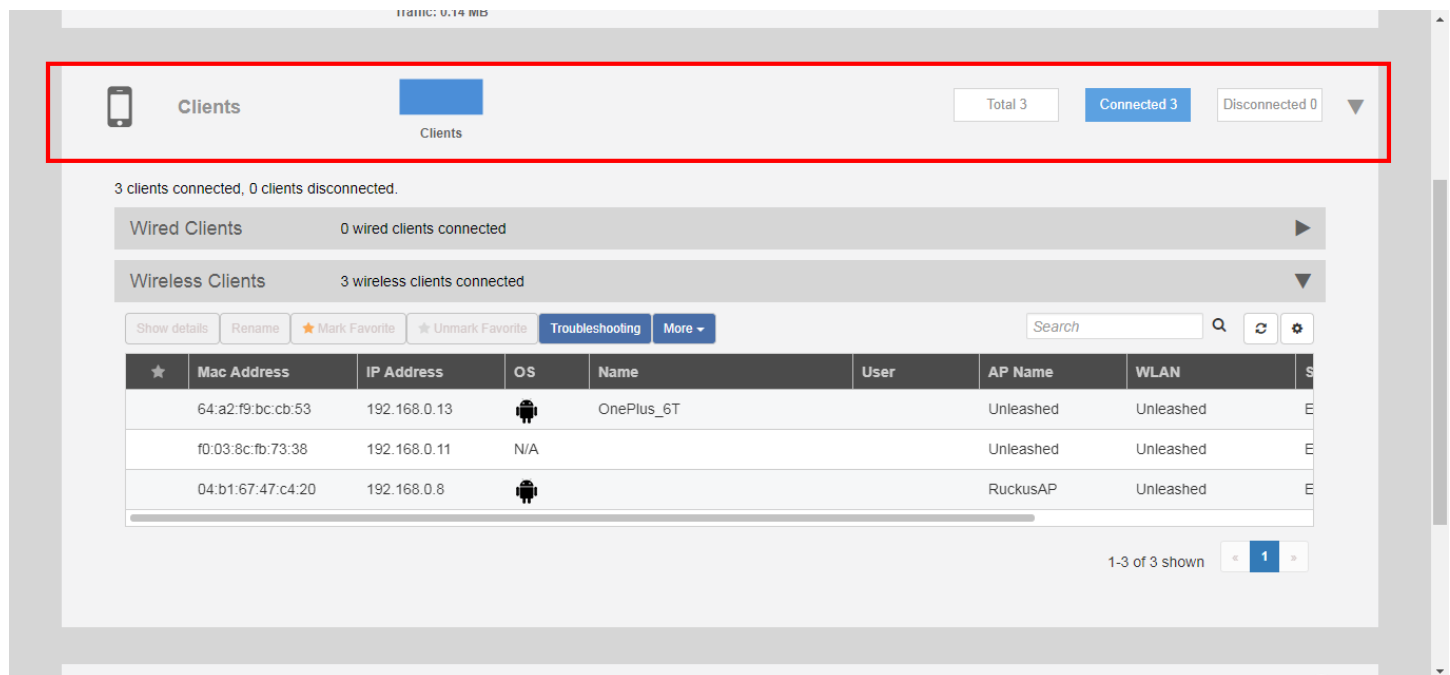 Traffic: 0.14 MB
Clients
Clients
Total 3
Connected 3
Disconnected 0
3 clients connected, 0 clients disconnected.
Wired Clients 0 wired clients connected
Wireless Clients 3 wireless clients connected
Show details Rename Mark Favorite Unmark Favorite Troubleshooting More Search
Mac Address IP Address OS Name User AP Name WLAN S
64:a2:f9:bc:cb:53 192.168.0.13 OnePlus_6T Unleashed Unleashed E
f0:03:8c:fb:73:38 192.168.0.11 N/A Unleashed Unleashed E
04:b1:67:47:c4:20 192.168.0.8 RuckusAP Unleashed E
1-3 of 3 shown « 1 »